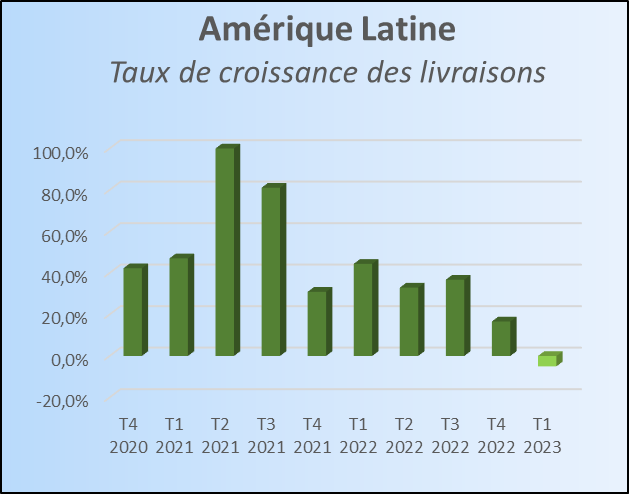 Amérique Latine
Taux de croissance des livraisons
100,0%
80,0%
60,0%
40,0%
20,0%
0,0%
-20,0%
T4 T1 T2 T3 T4 T1 T2 T3 T4 T1
2020 2021 2021 2021 2021 2022 2022 2022 2022 2023